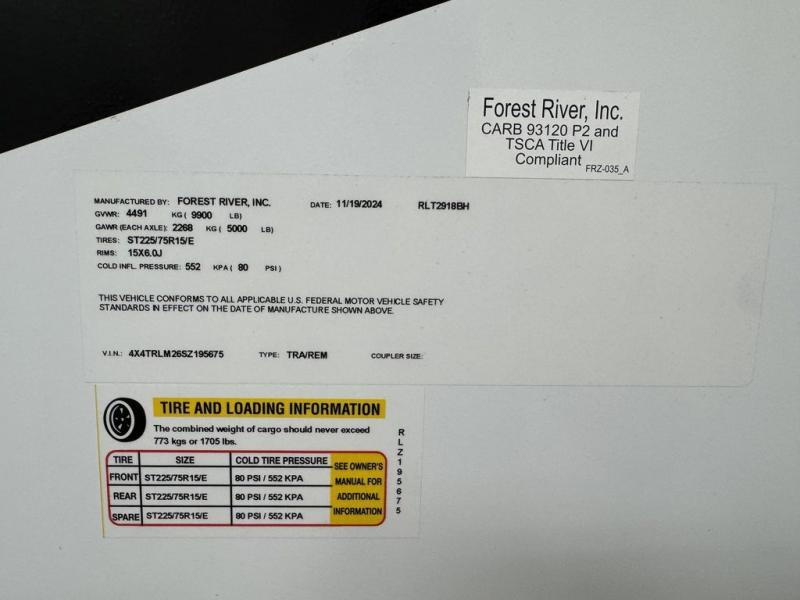 Forest River, Inc.
CARB 93120 P2 and
TSCA Title VI
Compliant
FRZ-035_A
MANUFACTURED BY: FOREST RIVER, INC. DATE: 11/19/2024 RLT2918BH
GVWR: 4491 KG ( 9900 LB)
GAWR (EACH AXLE): 2268 KG ( 5000 LB)
TIRES: ST225/75R15/E
RIMS: 15X6.0J
COLD INFL. PRESSURE: 552 KPA ( 80 PSI )
THIS VEHICLE CONFORMS TO ALL APPLICABLE U.S. FEDERAL MOTOR VEHICLE SAFETY
STANDARDS IN EFFECT ON THE DATE OF MANUFACTURE SHOWN ABOVE.
V.I.N.: 4X4TRLM26SZ195675 TYPE: TRA/REM COUPLER SIZE:
TIRE AND LOADING INFORMATION
The combined weight of cargo should never exceed
773 kgs or 1705 lbs.
TIRE SIZE COLD TIRE PRESSURE
FRONT ST225/75R15/E 80 PSI / 552 KPA
REAR ST225/75R15/E 80 PSI / 552 KPA
SPARE ST225/75R15/E 80 PSI / 552 KPA
SEE OWNER'S
MANUAL FOR
ADDITIONAL
INFORMATION
RLZ195675